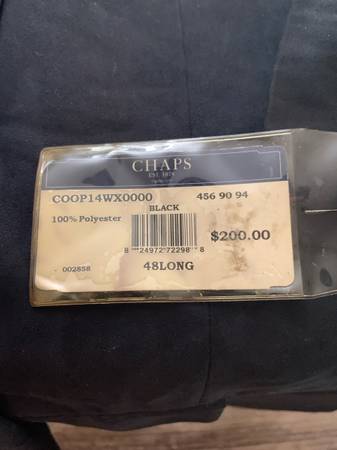 CHAPS
EST. 1978
COOP14WX0000 456 90 94
BLACK
100% Polyester
8 24972 72298 8
$200.00
002858
48LONG